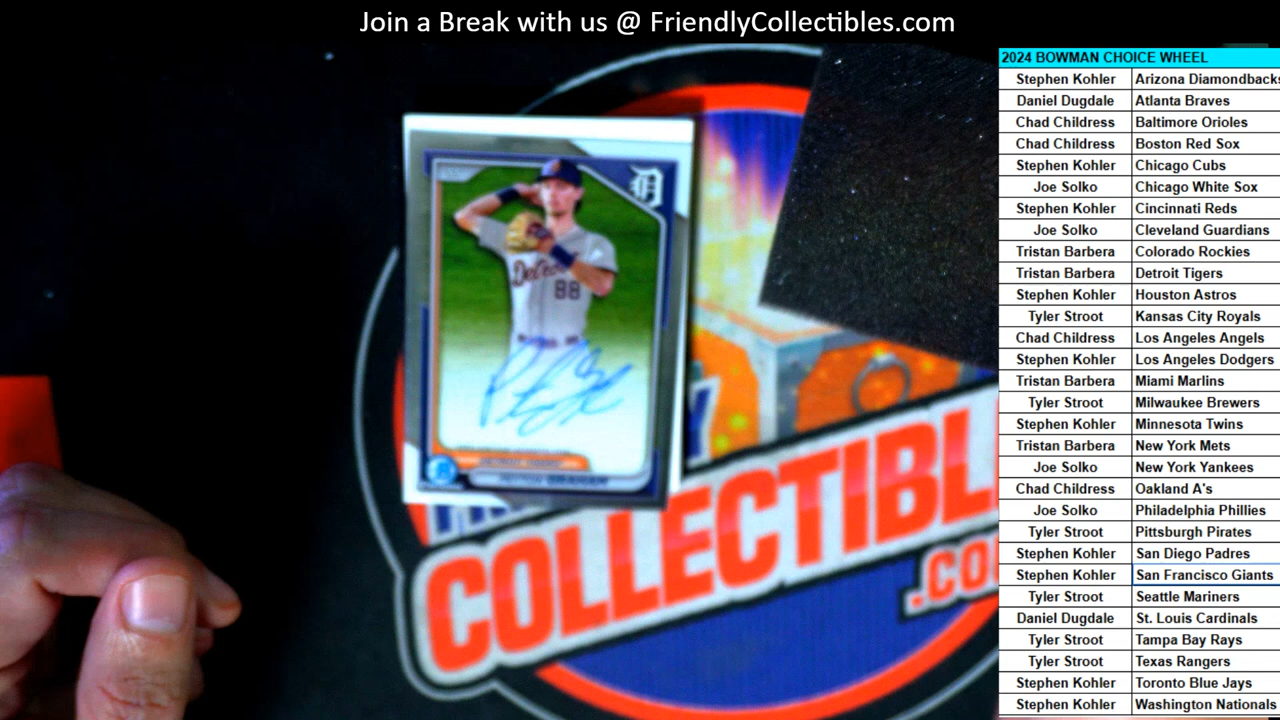 Join a Break with us @ FriendlyCollectibles.com
2024 BOWMAN CHOICE WHEEL
Stephen Kohler Arizona Diamondbacks
Daniel Dugdale Atlanta Braves
Chad Childress Baltimore Orioles
Chad Childress Boston Red Sox
Stephen Kohler Chicago Cubs
Joe Solko Chicago White Sox
Stephen Kohler Cincinnati Reds
Joe Solko Cleveland Guardians
Tristan Barbera Colorado Rockies
Tristan Barbera Detroit Tigers
Stephen Kohler Houston Astros
Tyler Stroot Kansas City Royals
Chad Childress Los Angeles Angels
Stephen Kohler Los Angeles Dodgers
Tristan Barbera Miami Marlins
Tyler Stroot Milwaukee Brewers
Stephen Kohler Minnesota Twins
Tristan Barbera New York Mets
Joe Solko New York Yankees
Chad Childress Oakland A's
Joe Solko Philadelphia Phillies
Tyler Stroot Pittsburgh Pirates
Stephen Kohler San Diego Padres
Stephen Kohler San Francisco Giants
Tyler Stroot Seattle Mariners
Daniel Dugdale St. Louis Cardinals
Tyler Stroot Tampa Bay Rays
Tyler Stroot Texas Rangers
Stephen Kohler Toronto Blue Jays
Stephen Kohler Washington Nationals
D
Detroit
88
DETROIT TIGERS
PEYTON GRAHAM
COLLECTIBL
.CO